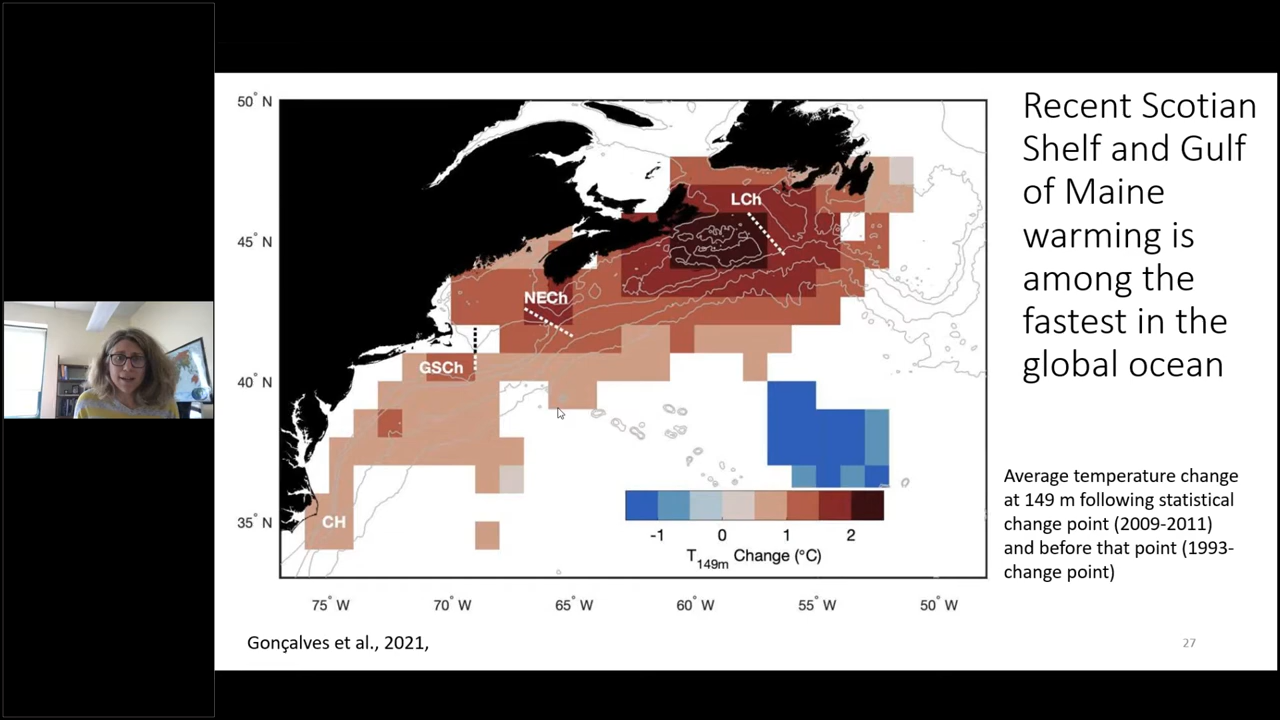 50° N
45° N
40° N
35° N
75° W
70° W
65° W
60° W
55° W
50° W
LCh
NECh
GSCh
CH
-1
0
1
2
T149m Change (°C)
Recent Scotian
Shelf and Gulf
of Maine
warming is
among the
fastest in the
global ocean
Average temperature change
at 149 m following statistical
change point (2009-2011)
and before that point (1993-
change point)
Gonçalves et al., 2021,
27